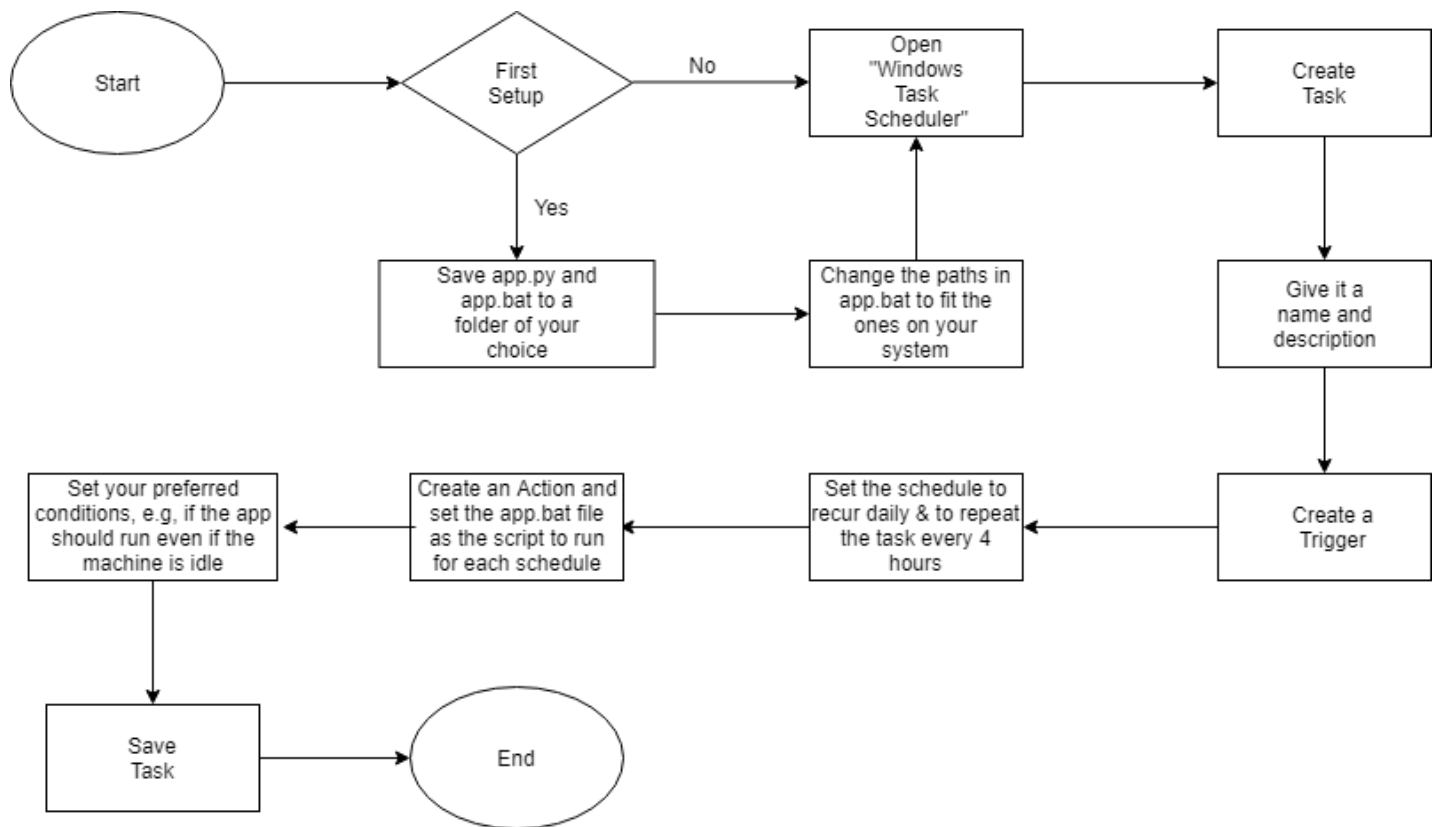 Start
First
Setup
No
Open
"Windows
Task
Scheduler"
Create
Task
Yes
Save app.py and
app.bat to a
folder of your
choice
Change the paths in
app.bat to fit the
ones on your
system
Give it a
name and
description
Set your preferred
conditions, e.g, if the app
should run even if the
machine is idle
Create an Action and
set the app.bat file
as the script to run
for each schedule
Set the schedule to
recur daily & to repeat
the task every 4
hours
Create a
Trigger
Save
Task
End